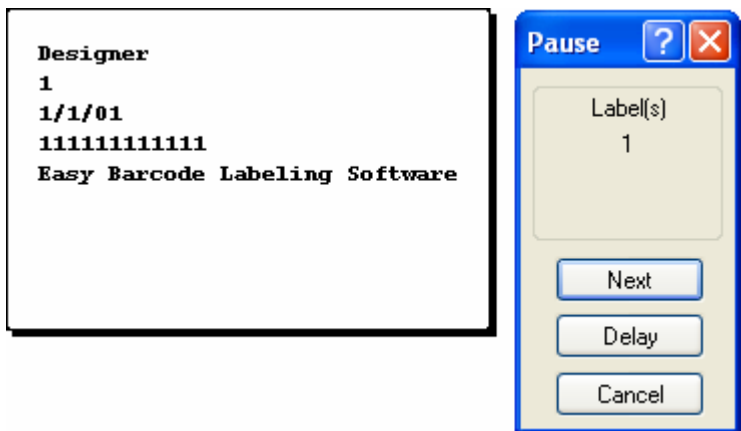 Designer
1
1/1/01
111111111111
Easy Barcode Labeling Software
Pause
Label(s)
1
Next
Delay
Cancel